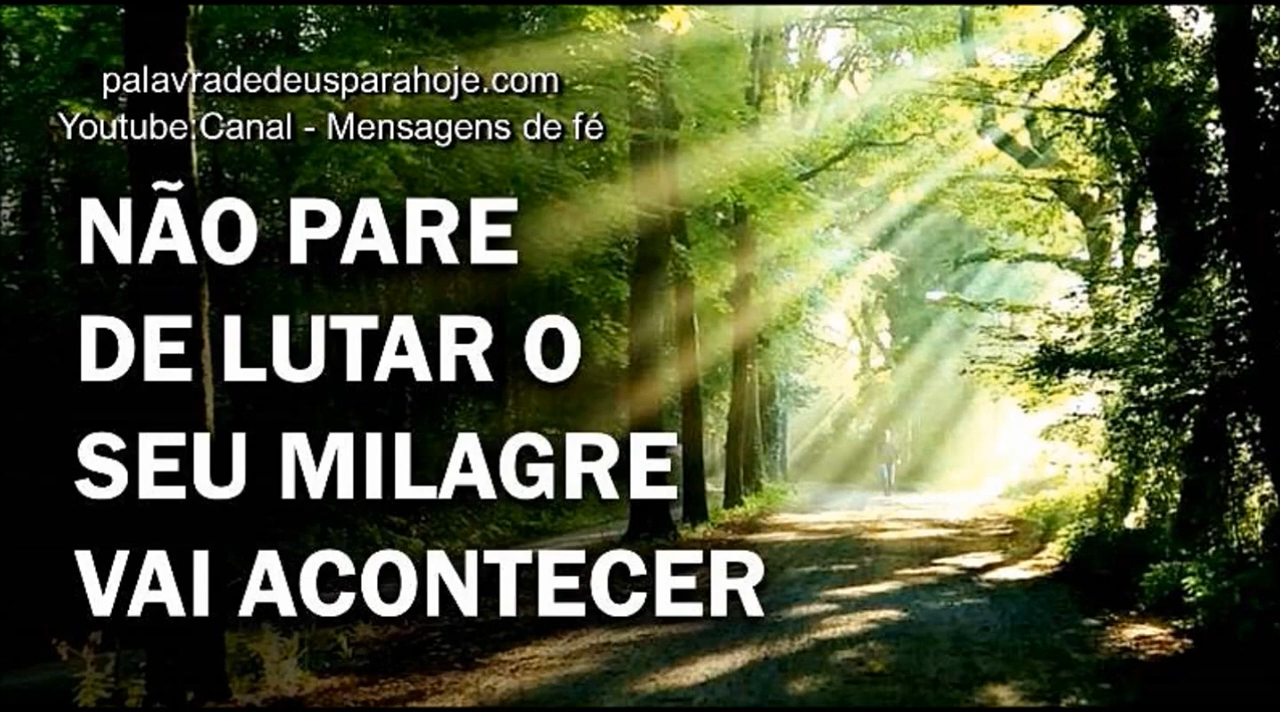 palavradedeusparahoje.com
Youtube:Canal - Mensagens de fé
NÃO PARE
DE LUTAR O
SEU MILAGRE
VAI ACONTECER